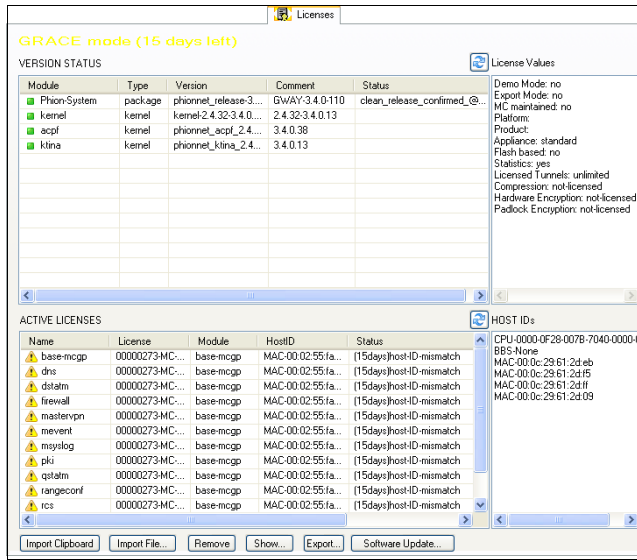 Licenses
GRACE mode (15 days left)
VERSION STATUS
Module Type Version Comment Status
Phion-System package phionnet_release-3.... GWAY-3.4.0-110 clean_release_confirmed_@...
kernel kernel kernel-2.4.32-3.4.0.... 2.4.32-3.4.0.13
acpf kernel phionnet_acpf_2.4.... 3.4.0.38
ktina kernel phionnet_ktina_2.4... 3.4.0.13
License Values
Demo Mode: no
Export Mode: no
MC maintained: no
Platform:
Product:
Appliance: standard
Flash based: no
Statistics: yes
Licensed Tunnels: unlimited
Compression: not-licensed
Hardware Encryption: not-licensed
Padlock Encryption: not-licensed
ACTIVE LICENSES
Name License Module HostID Status
base-mcgp 00000273-MC-... base-mcgp MAC-00:02:55:fa... (15days)host-ID-mismatch
dns 00000273-MC-... base-mcgp MAC-00:02:55:fa... (15days)host-ID-mismatch
dstatm 00000273-MC-... base-mcgp MAC-00:02:55:fa... (15days)host-ID-mismatch
firewall 00000273-MC-... base-mcgp MAC-00:02:55:fa... (15days)host-ID-mismatch
mastervpn 00000273-MC-... base-mcgp MAC-00:02:55:fa... (15days)host-ID-mismatch
mevent 00000273-MC-... base-mcgp MAC-00:02:55:fa... (15days)host-ID-mismatch
msyslog 00000273-MC-... base-mcgp MAC-00:02:55:fa... (15days)host-ID-mismatch
pki 00000273-MC-... base-mcgp MAC-00:02:55:fa... (15days)host-ID-mismatch
qstatm 00000273-MC-... base-mcgp MAC-00:02:55:fa... (15days)host-ID-mismatch
rangeconf 00000273-MC-... base-mcgp MAC-00:02:55:fa... (15days)host-ID-mismatch
rcs 00000273-MC-... base-mcgp MAC-00:02:55:fa... (15days)host-ID-mismatch
HOST IDs
CPU-0000-0F28-007B-7040-0000-
BBS-None
MAC-00:0c:29:61:2d:eb
MAC-00:0c:29:61:2d:f5
MAC-00:0c:29:61:2d:ff
MAC-00:0c:29:61:2d:09
Import Clipboard Import File... Remove Show... Export... Software Update...